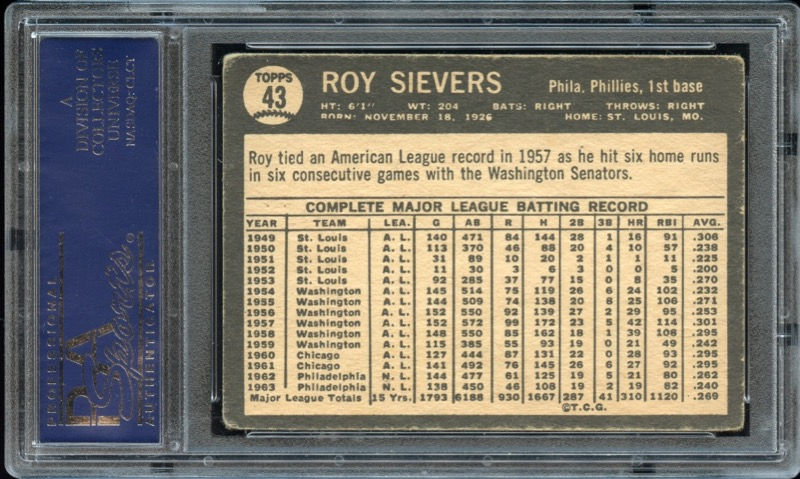 A
DIVISION OF
COLLECTORS
UNIVERSE
NASDAQ: CLCT
PROFESSIONAL
PSA
Sports
AUTHENTICATOR
TOPPS
43
ROY SIEVERS
Phila. Phillies, 1st base
HT: 6'1" WT: 204 BATS: RIGHT THROWS: RIGHT
BORN: NOVEMBER 18, 1926 HOME: ST. LOUIS, MO.
Roy tied an American League record in 1957 as he hit six home runs
in six consecutive games with the Washington Senators.
COMPLETE MAJOR LEAGUE BATTING RECORD
YEAR TEAM LEA. G AB R H 2B 3B HR RBI AVG.
1949 St. Louis A. L. 140 471 84 144 28 1 16 91 .306
1950 St. Louis A. L. 113 370 46 88 20 4 10 57 .238
1951 St. Louis A. L. 31 89 10 20 2 1 1 11 .225
1952 St. Louis A. L. 11 30 3 6 3 0 0 5 .200
1953 St. Louis A. L. 92 285 37 77 15 0 8 35 .270
1954 Washington A. L. 145 514 75 119 26 6 24 102 .232
1955 Washington A. L. 144 509 74 138 20 8 25 106 .271
1956 Washington A. L. 152 550 92 139 27 2 29 95 .253
1957 Washington A. L. 152 572 99 172 23 5 42 114 .301
1958 Washington A. L. 148 550 85 162 18 1 39 108 .295
1959 Washington A. L. 115 385 55 93 19 0 21 49 .242
1960 Chicago A. L. 127 444 87 131 22 0 28 93 .295
1961 Chicago A. L. 141 492 76 145 26 6 27 92 .295
1962 Philadelphia N. L. 144 477 61 125 19 5 21 80 .262
1963 Philadelphia N. L. 138 450 46 108 19 2 19 82 .240
Major League Totals 15 Yrs. 1793 6188 930 1667 287 41 310 1120 .269
©T.C.G.